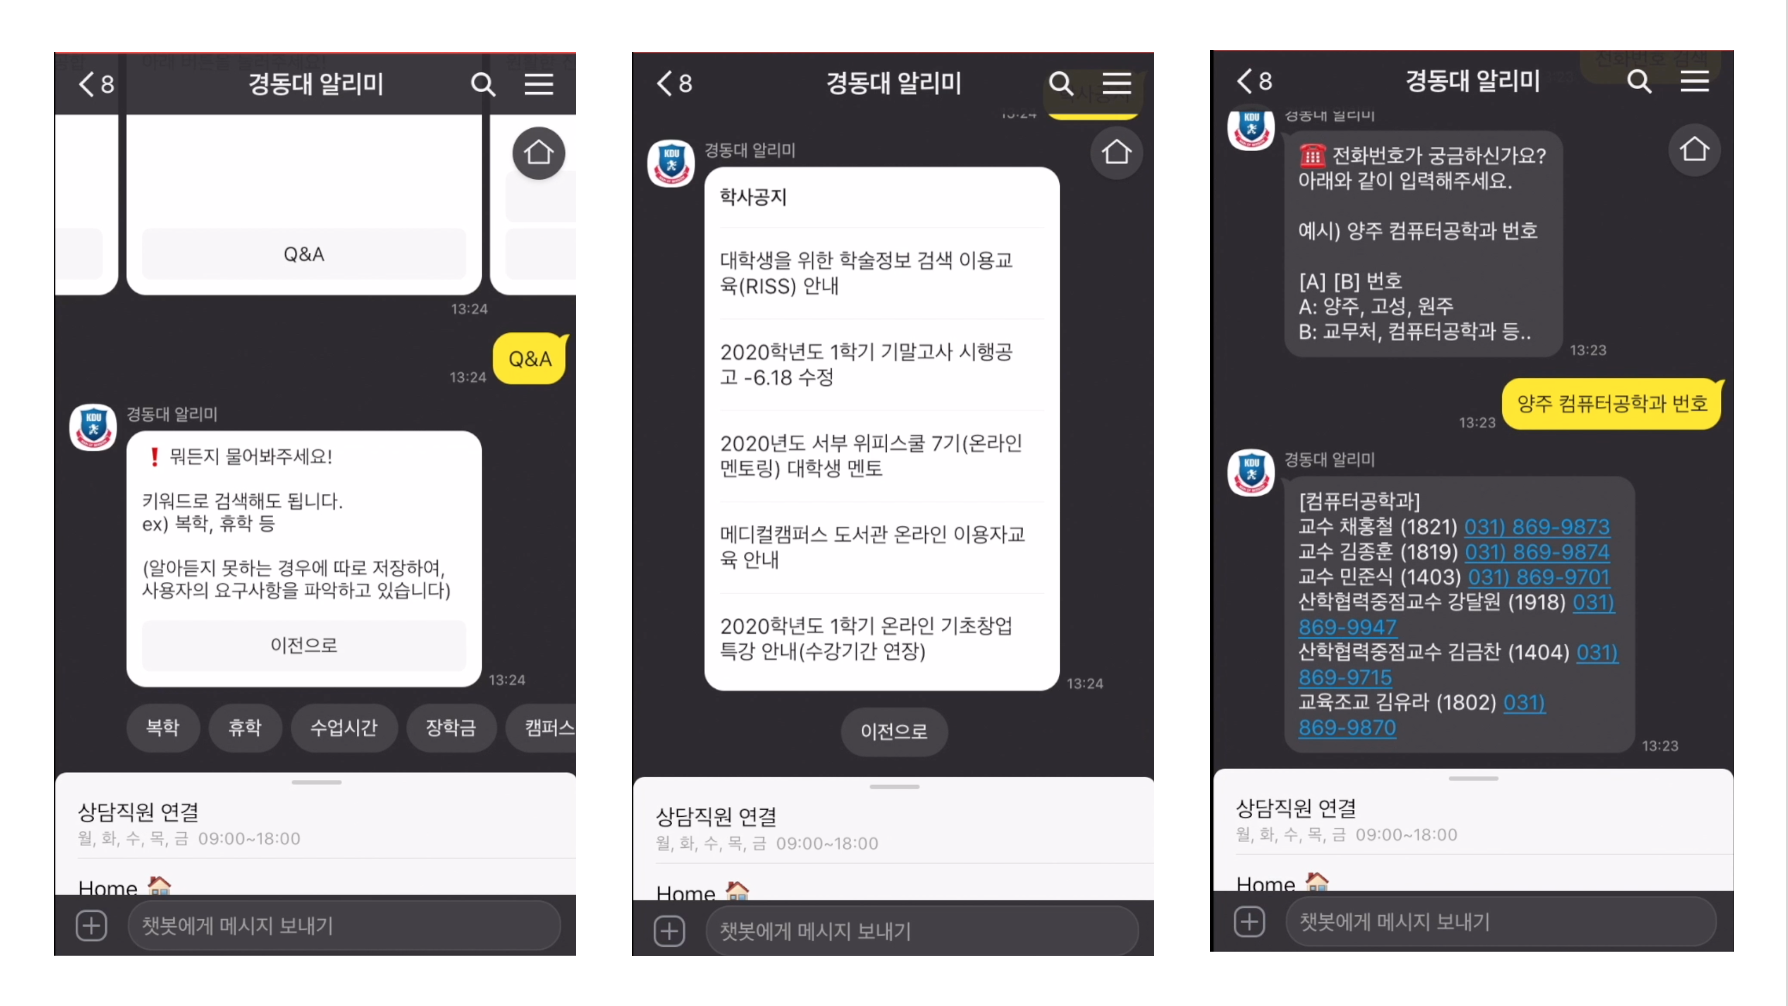 8 경동대 알리미
Q&A
13:24
Q&A
13:24
KDU
경동대 알리미
❗ 뭐든지 물어봐주세요!
키워드로 검색해도 됩니다.
ex) 복학, 휴학 등
(알아듣지 못하는 경우에 따로 저장하여,
사용자의 요구사항을 파악하고 있습니다)
이전으로
13:24
복학 휴학 수업시간 장학금 캠퍼스
상담직원 연결
월, 화, 수, 목, 금 09:00~18:00
Home 🏠
챗봇에게 메시지 보내기
8 경동대 알리미
13:24
KDU
경동대 알리미
학사공지
대학생을 위한 학술정보 검색 이용교
육(RISS) 안내
2020학년도 1학기 기말고사 시행공
고 -6.18 수정
2020년도 서부 위피스쿨 7기(온라인
멘토링) 대학생 멘토
메디컬캠퍼스 도서관 온라인 이용자교
육 안내
2020학년도 1학기 온라인 기초창업
특강 안내(수강기간 연장)
13:24
이전으로
상담직원 연결
월, 화, 수, 목, 금 09:00~18:00
Home 🏠
챗봇에게 메시지 보내기
전화번호 검색
8 경동대 알리미
13:23
KDU
경동대 알리미
☎️ 전화번호가 궁금하신가요?
아래와 같이 입력해주세요.
예시) 양주 컴퓨터공학과 번호
[A] [B] 번호
A: 양주, 고성, 원주
B: 교무처, 컴퓨터공학과 등..
13:23
양주 컴퓨터공학과 번호
13:23
KDU
경동대 알리미
[컴퓨터공학과]
교수 채홍철 (1821) 031) 869-9873
교수 김종훈 (1819) 031) 869-9874
교수 민준식 (1403) 031) 869-9701
산학협력중점교수 강달원 (1918) 031)
869-9947
산학협력중점교수 김금찬 (1404) 031)
869-9715
교육조교 김유라 (1802) 031)
869-9870
13:23
상담직원 연결
월, 화, 수, 목, 금 09:00~18:00
Home 🏠
챗봇에게 메시지 보내기